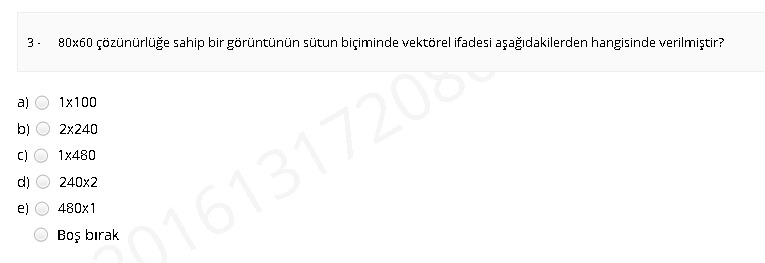 3 - 80x60 çözünürlüğe sahip bir görüntünün sütun biçiminde vektörel ifadesi aşağıdakilerden hangisinde verilmiştir?
a) 1x100
b) 2x240
c) 1x480
d) 240x2
e) 480x1
Boş bırak